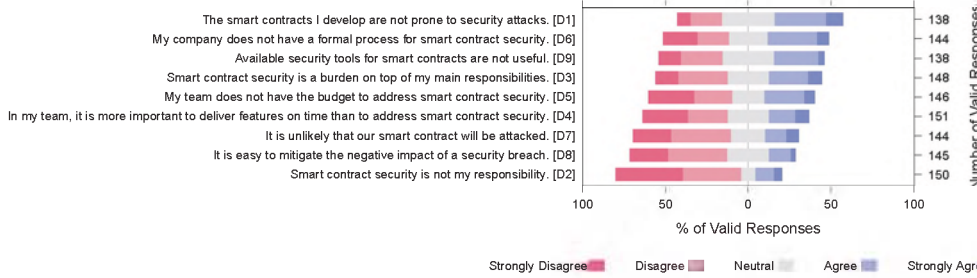 The smart contracts I develop are not prone to security attacks. [D1] 138
My company does not have a formal process for smart contract security. [D6] 144
Available security tools for smart contracts are not useful. [D9] 138
Smart contract security is a burden on top of my main responsibilities. [D3] 148
My team does not have the budget to address smart contract security. [D5] 146
In my team, it is more important to deliver features on time than to address smart contract security. [D4] 151
It is unlikely that our smart contract will be attacked. [D7] 144
It is easy to mitigate the negative impact of a security breach. [D8] 145
Smart contract security is not my responsibility. [D2] 150
100 50 0 50 100
% of Valid Responses
Number of Valid Responses
Strongly Disagree Disagree Neutral Agree Strongly Agre